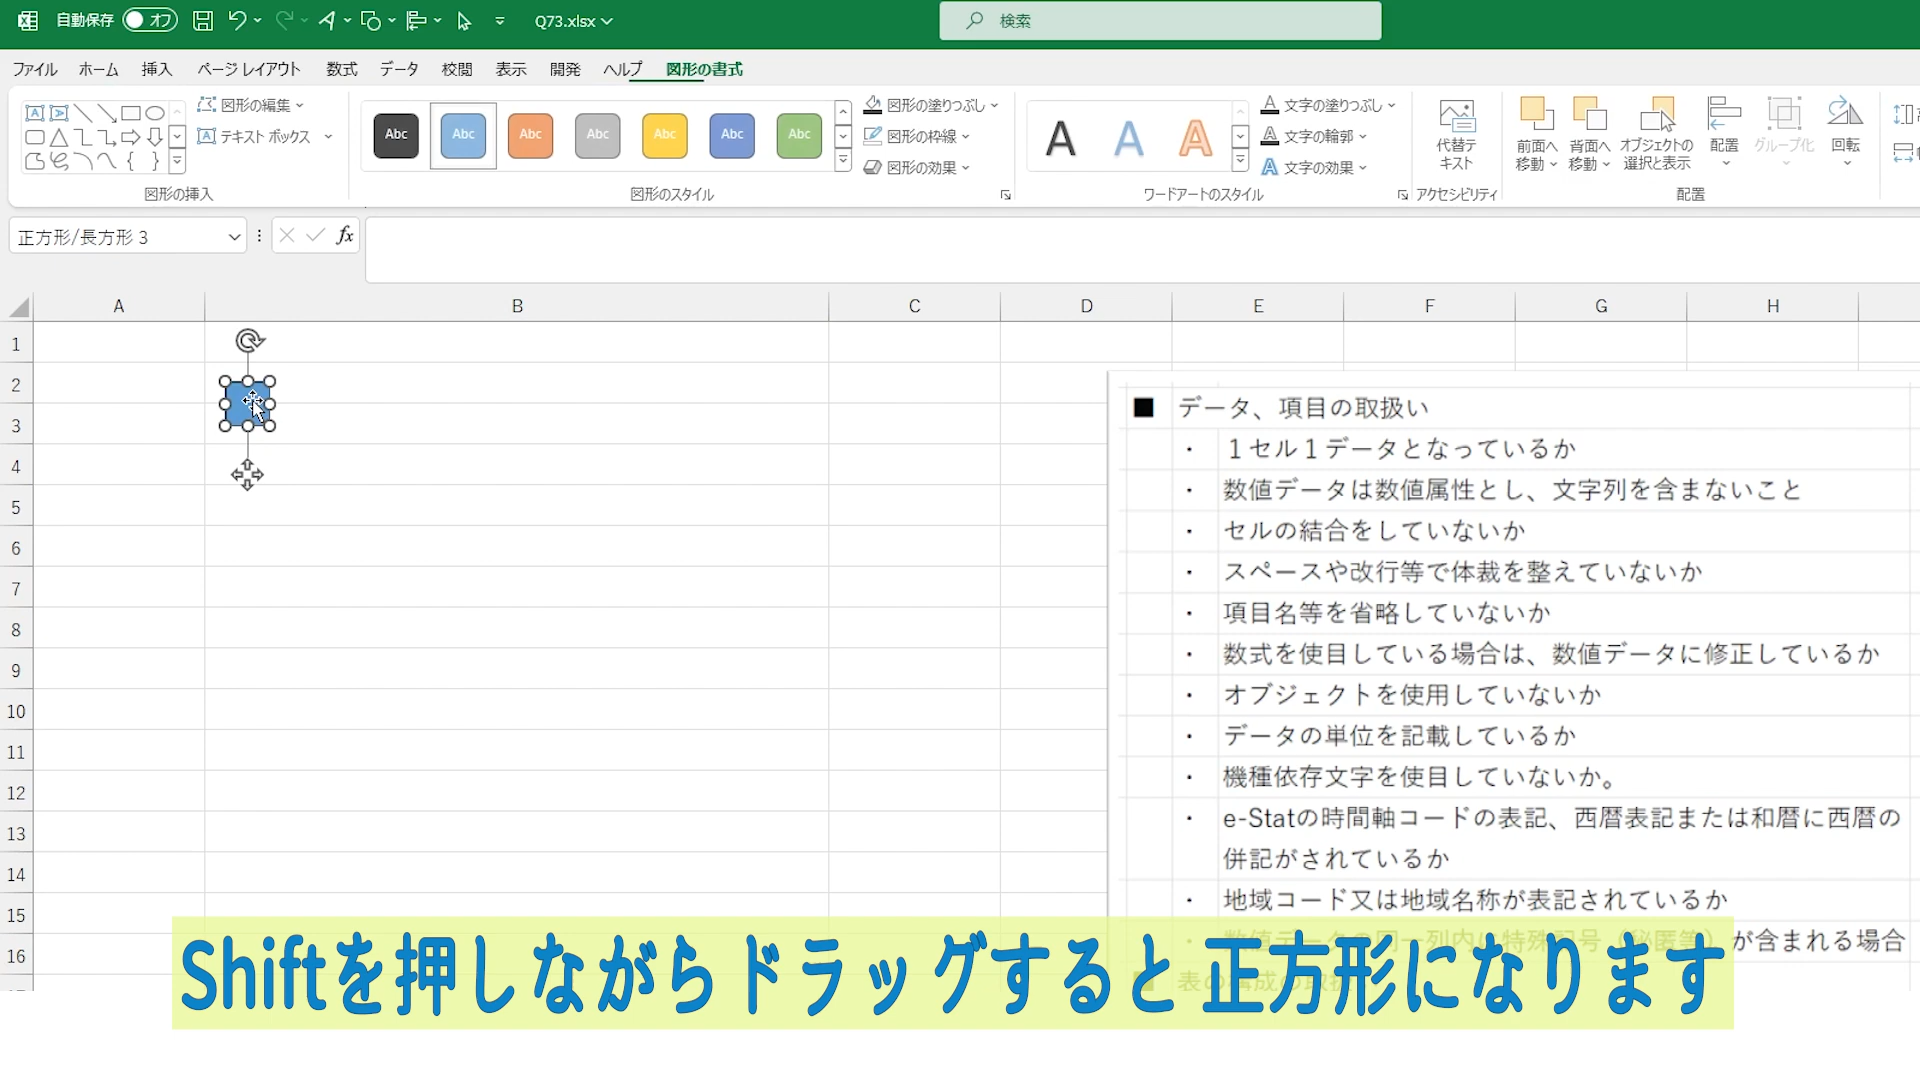 自動保存 オフ Q73.xlsx 検索
ファイル ホーム 挿入 ページ レイアウト 数式 データ 校閲 表示 開発 ヘルプ 図形の書式
図形の編集
テキスト ボックス
図形の挿入
Abc Abc Abc Abc Abc Abc Abc
図形の塗りつぶし
図形の枠線
図形の効果
図形のスタイル
A A A
文字の塗りつぶし
文字の輪郭
文字の効果
ワードアートのスタイル
代替テ
キスト
アクセシビリティ
前面へ
移動
背面へ
移動
オブジェクトの
選択と表示
配置
グループ化
回転
配置
正方形/長方形 3
fx
A B C D E F G H
1
2
3
4
5
6
7
8
9
10
11
12
13
14
15
16
■ データ、項目の取扱い
・ １セル１データとなっているか
・ 数値データは数値属性とし、文字列を含まないこと
・ セルの結合をしていないか
・ スペースや改行等で体裁を整えていないか
・ 項目名等を省略していないか
・ 数式を使目している場合は、数値データに修正しているか
・ オブジェクトを使用していないか
・ データの単位を記載しているか
・ 機種依存文字を使目していないか。
・ e-Statの時間軸コードの表記、西暦表記または和暦に西暦の
併記がされているか
・ 地域コード又は地域名称が表記されているか
・ 数値データの同一列内に特殊記号（秘匿等）が含まれる場合
Shiftを押しながらドラッグすると正方形になります